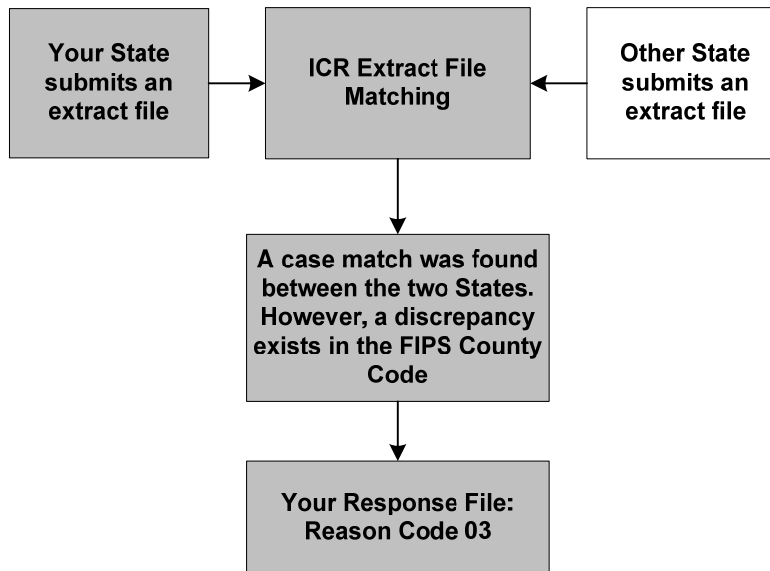 Your State
submits an
extract file
ICR Extract File
Matching
Other State
submits an
extract file
A case match was found
between the two States.
However, a discrepancy
exists in the FIPS County
Code
Your Response File:
Reason Code 03